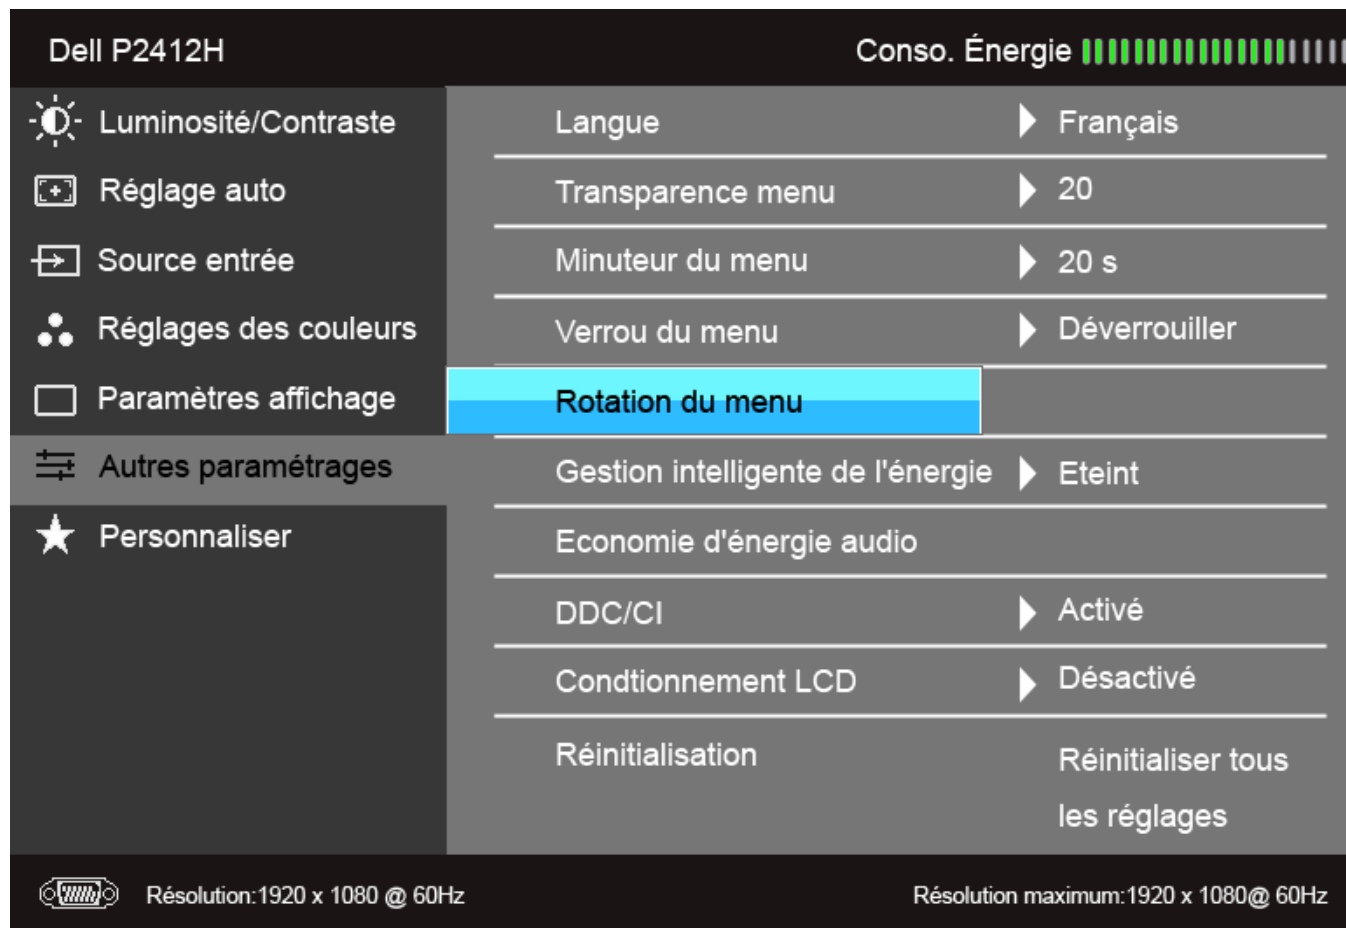 Dell P2412H
Conso. Énergie
Luminosité/Contraste
Réglage auto
Source entrée
Réglages des couleurs
Paramètres affichage
Autres paramétrages
Personnaliser
Langue Français
Transparence menu 20
Minuteur du menu 20 s
Verrou du menu Déverrouiller
Rotation du menu
Gestion intelligente de l'énergie Eteint
Economie d'énergie audio
DDC/CI Activé
Condtionnement LCD Désactivé
Réinitialisation Réinitialiser tous
les réglages
Résolution:1920 x 1080 @ 60Hz
Résolution maximum:1920 x 1080@ 60Hz